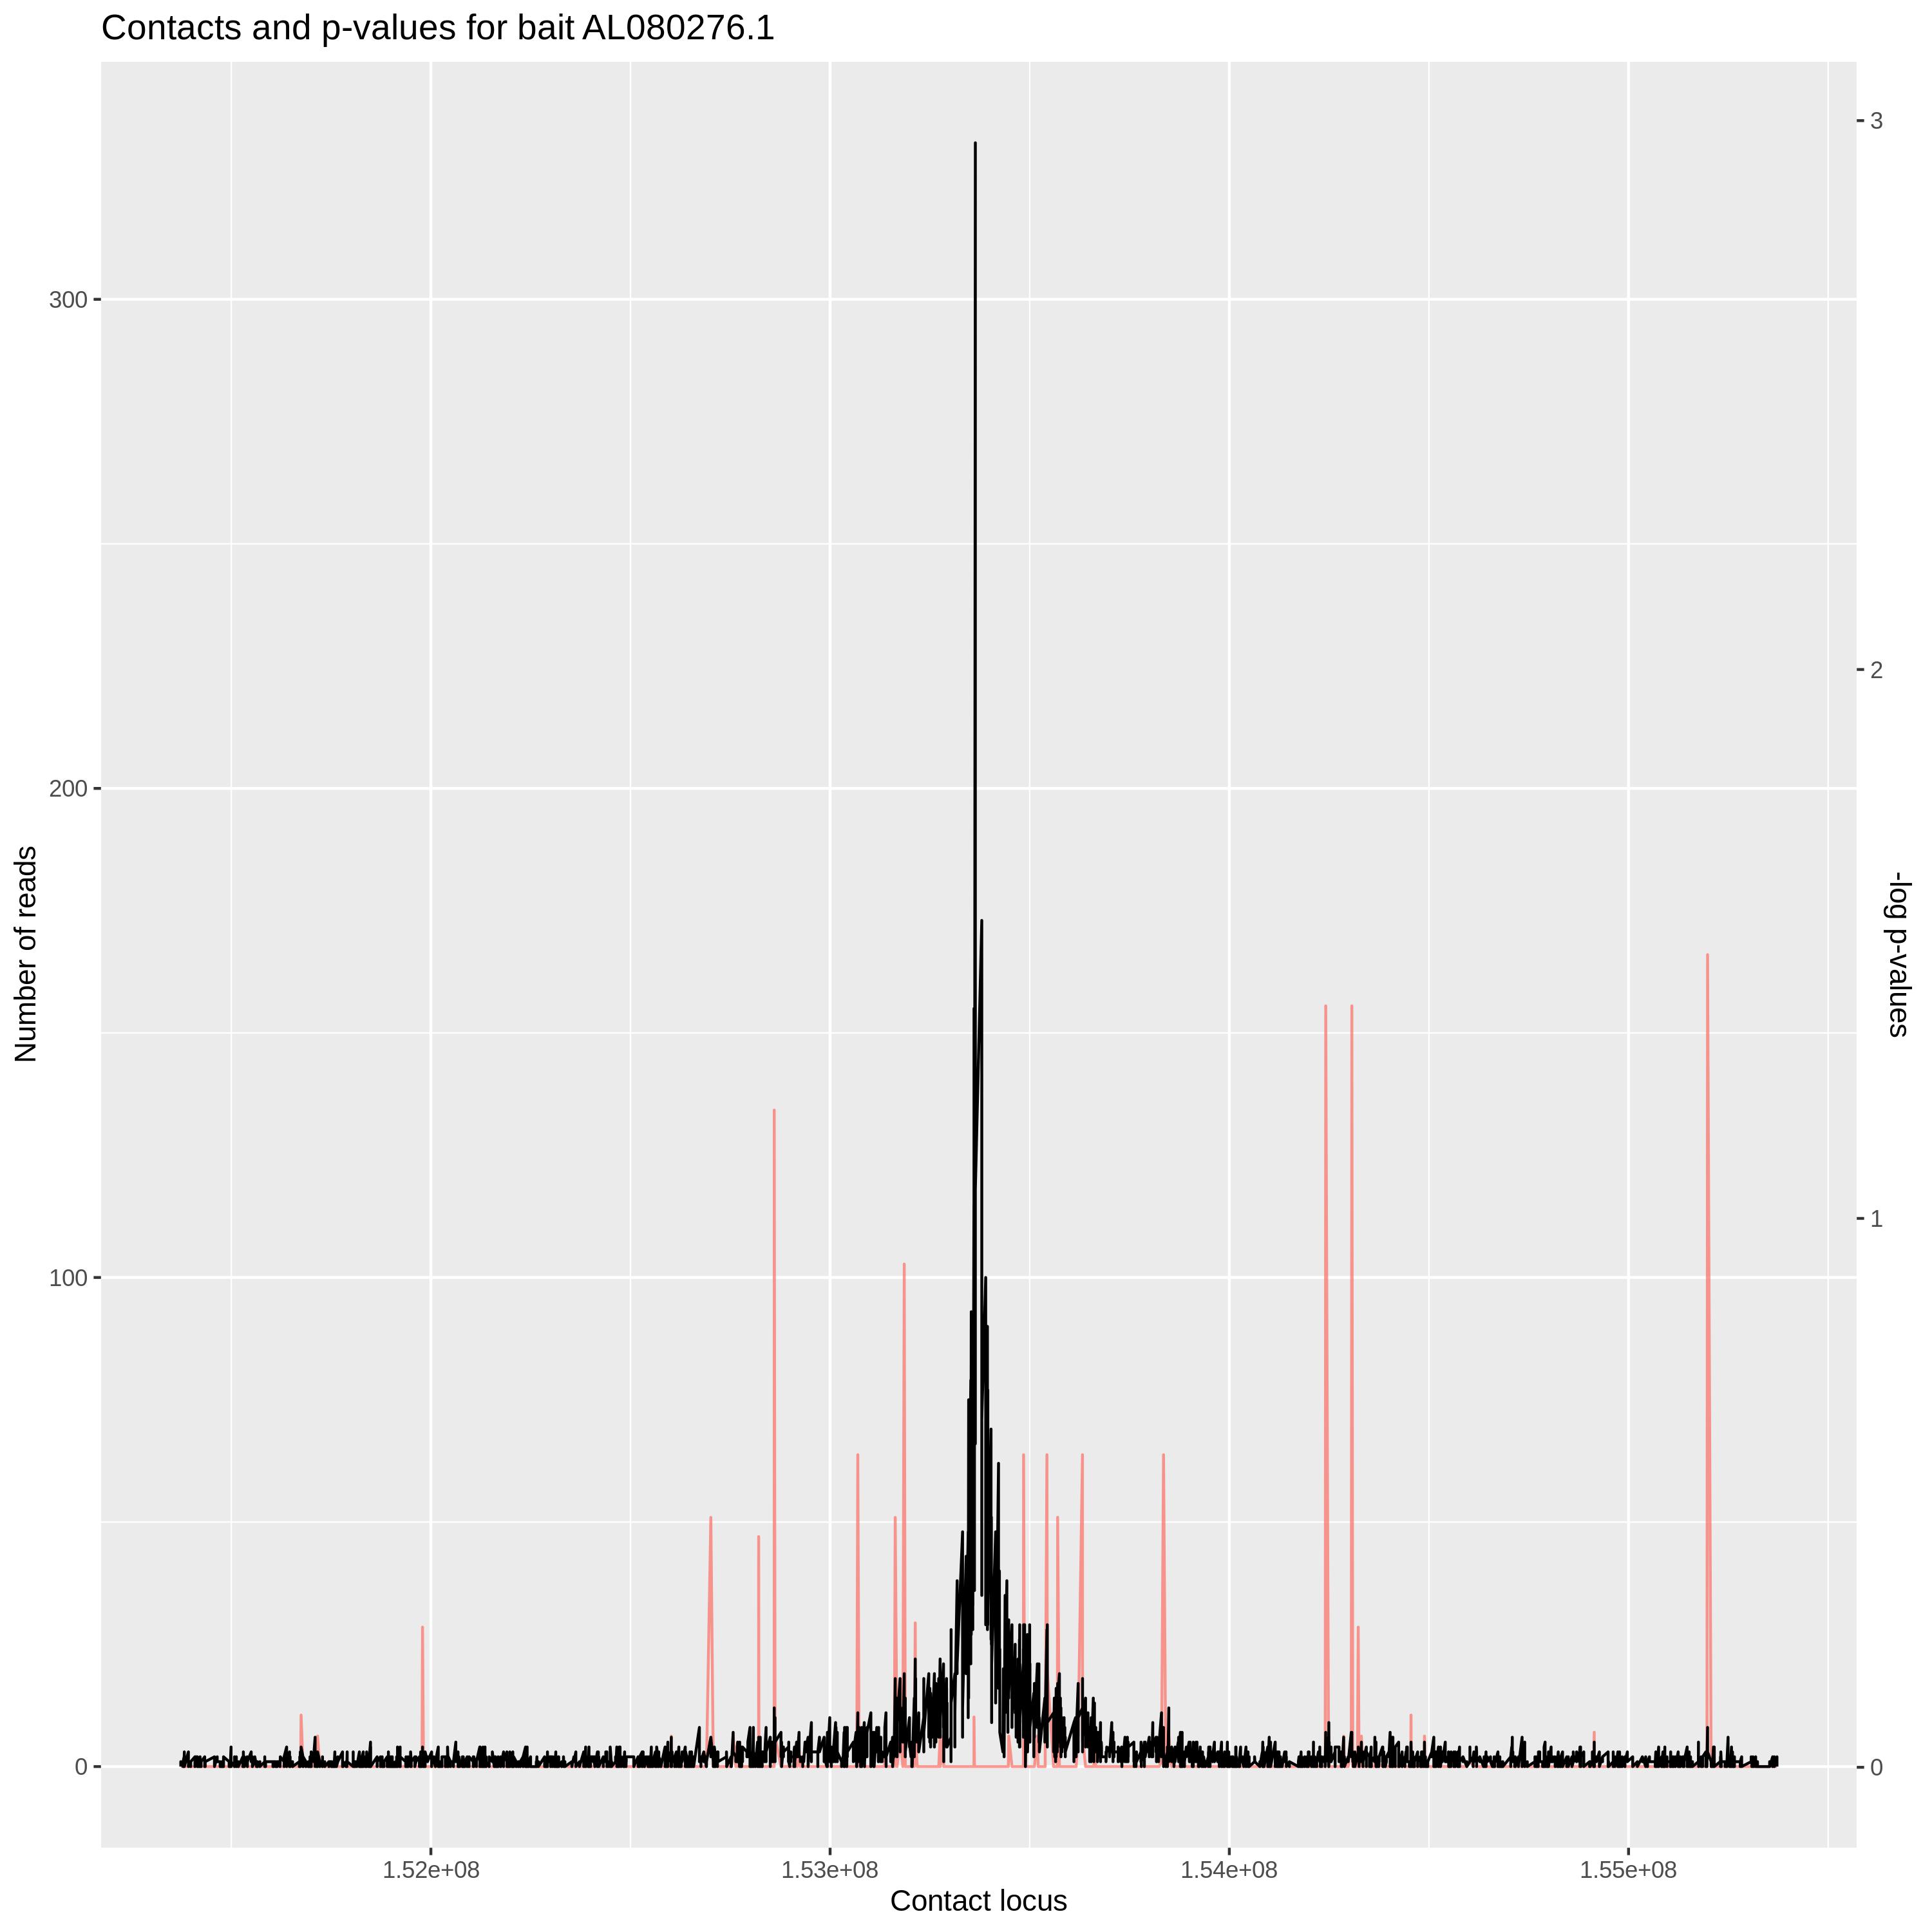 Contacts and p-values for bait AL080276.1
300
200
100
0
Number of reads
3
2
1
0
-log p-values
1.52e+08
1.53e+08
1.54e+08
1.55e+08
Contact locus